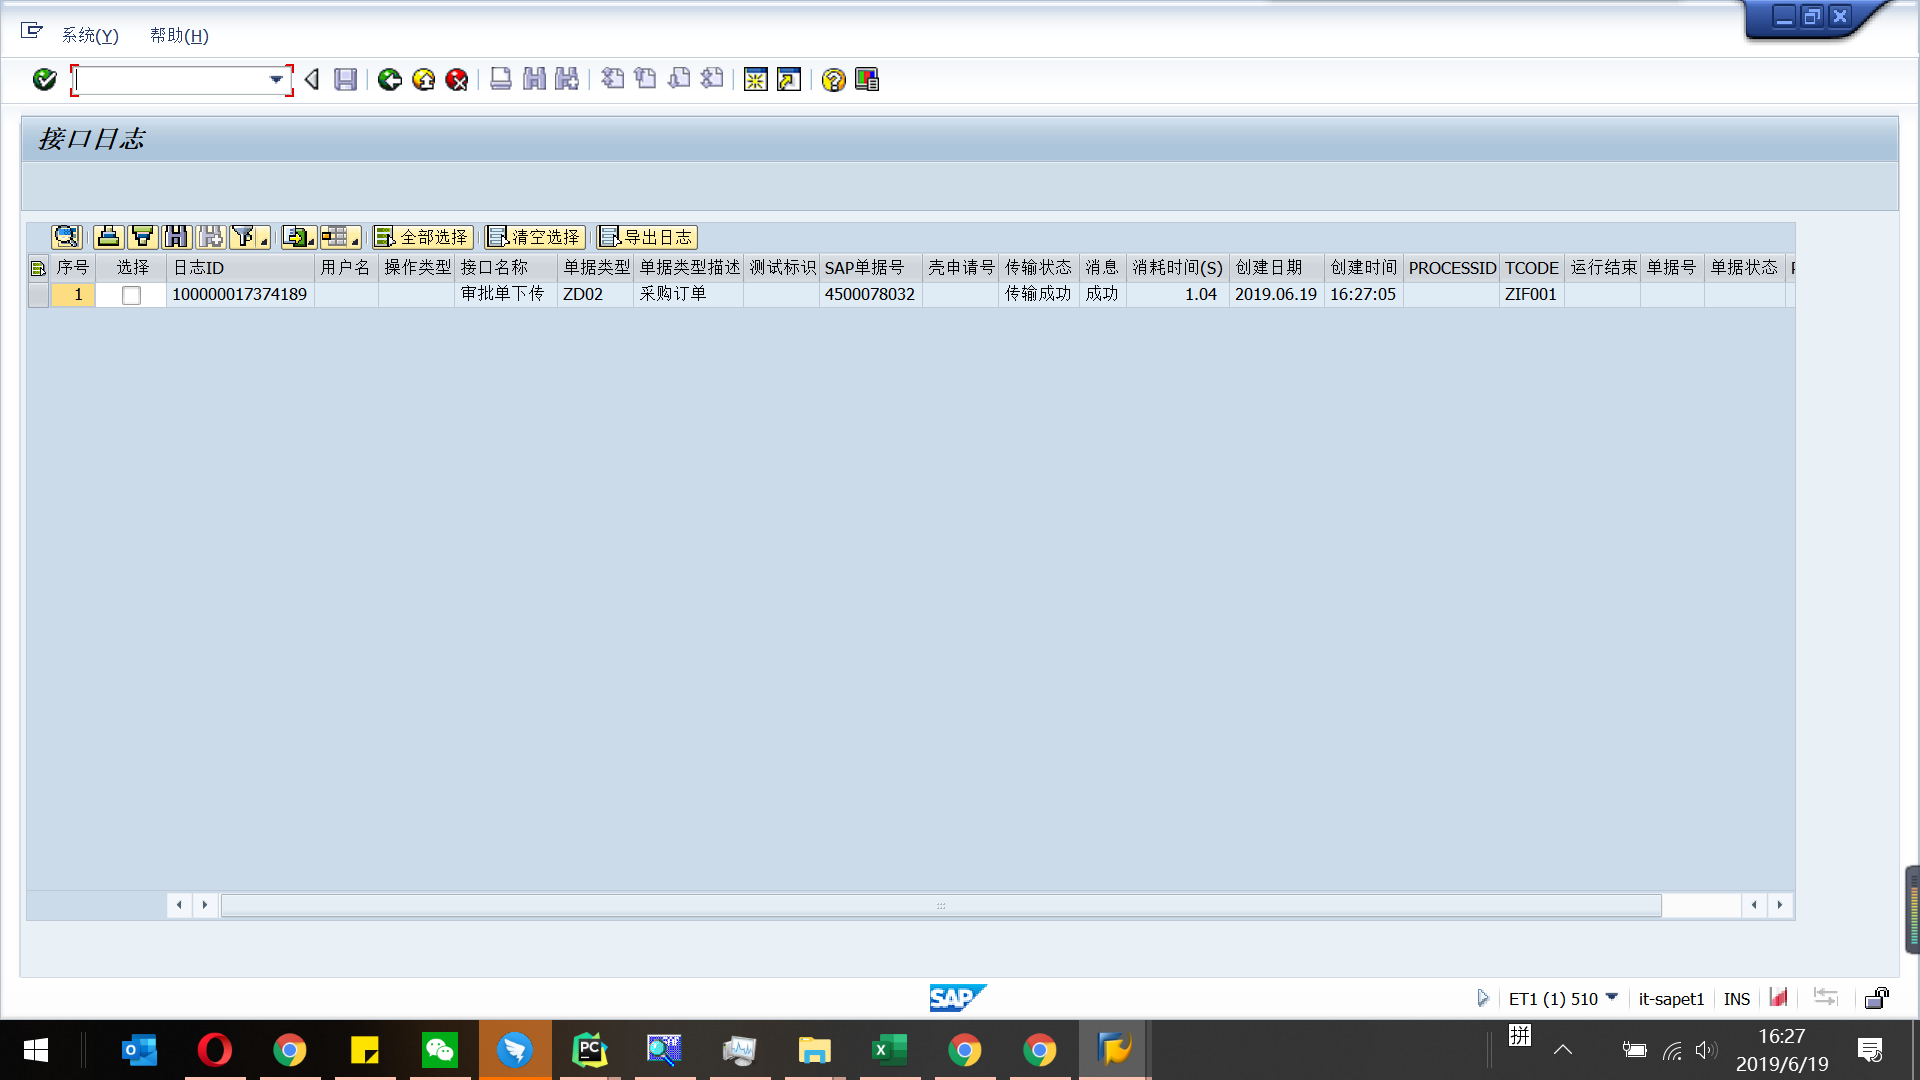 系统(Y) 帮助(H)
接口日志
全部选择 清空选择 导出日志
序号 选择 日志ID 用户名 操作类型 接口名称 单据类型 单据类型描述 测试标识 SAP单据号 壳申请号 传输状态 消息 消耗时间(S) 创建日期 创建时间 PROCESSID TCODE 运行结束 单据号 单据状态
1 100000017374189 审批单下传 ZD02 采购订单 4500078032 传输成功 成功 1.04 2019.06.19 16:27:05 ZIF001
SAP ET1 (1) 510 it-sapet1 INS
拼 16:27
2019/6/19